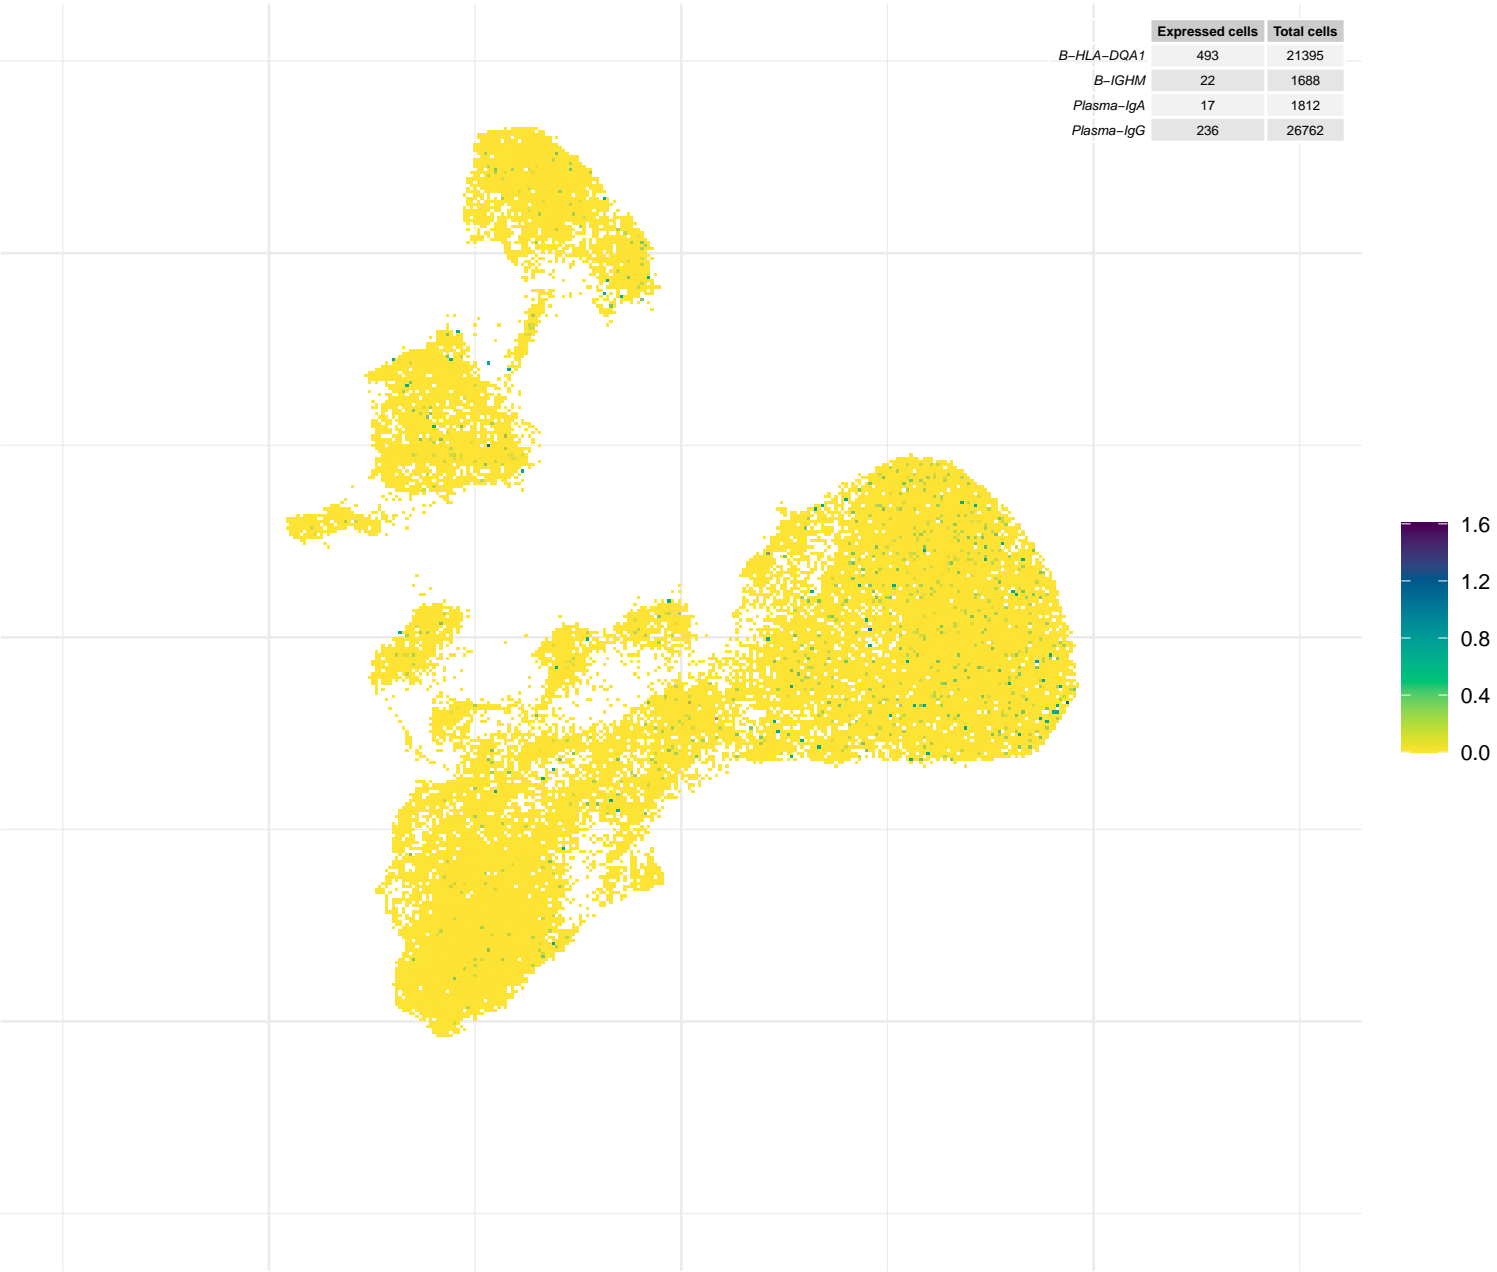 Expressed cells Total cells
B−HLA−DQA1 493 21395
B−IGHM 22 1688
Plasma−IgA 17 1812
Plasma−IgG 236 26762
1.6
1.2
0.8
0.4
0.0